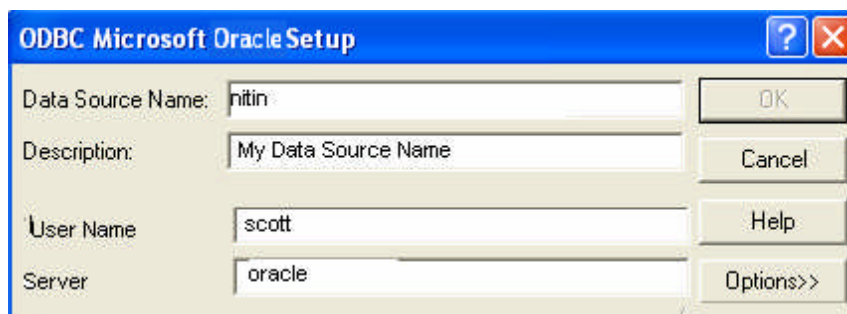 ODBC Microsoft Oracle Setup
Data Source Name: nitin
OK
Description: My Data Source Name
Cancel
User Name scott
Help
Server oracle
Options>>